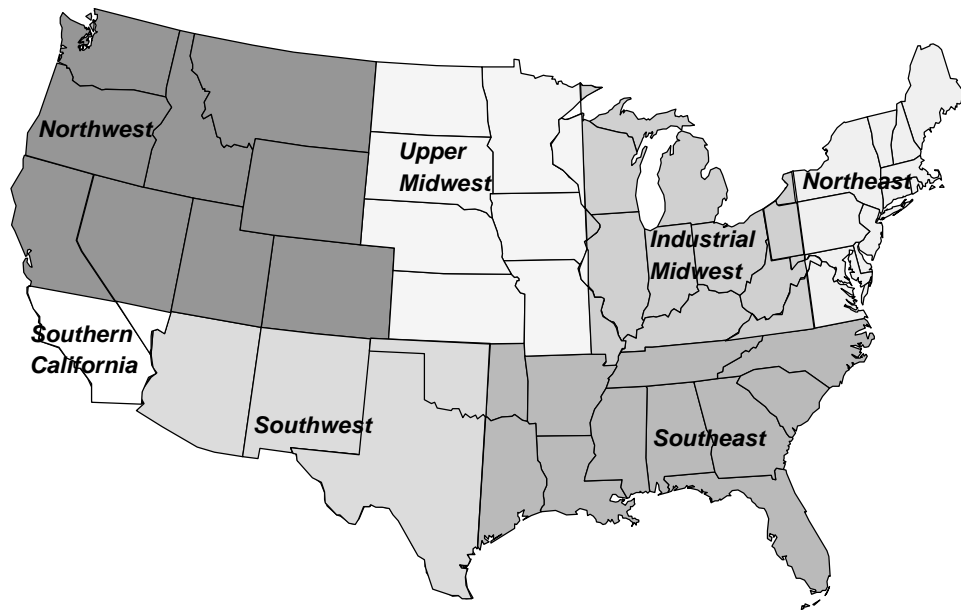 Northwest
Upper
Midwest
Northeast
Industrial
Midwest
Southern
California
Southwest
Southeast